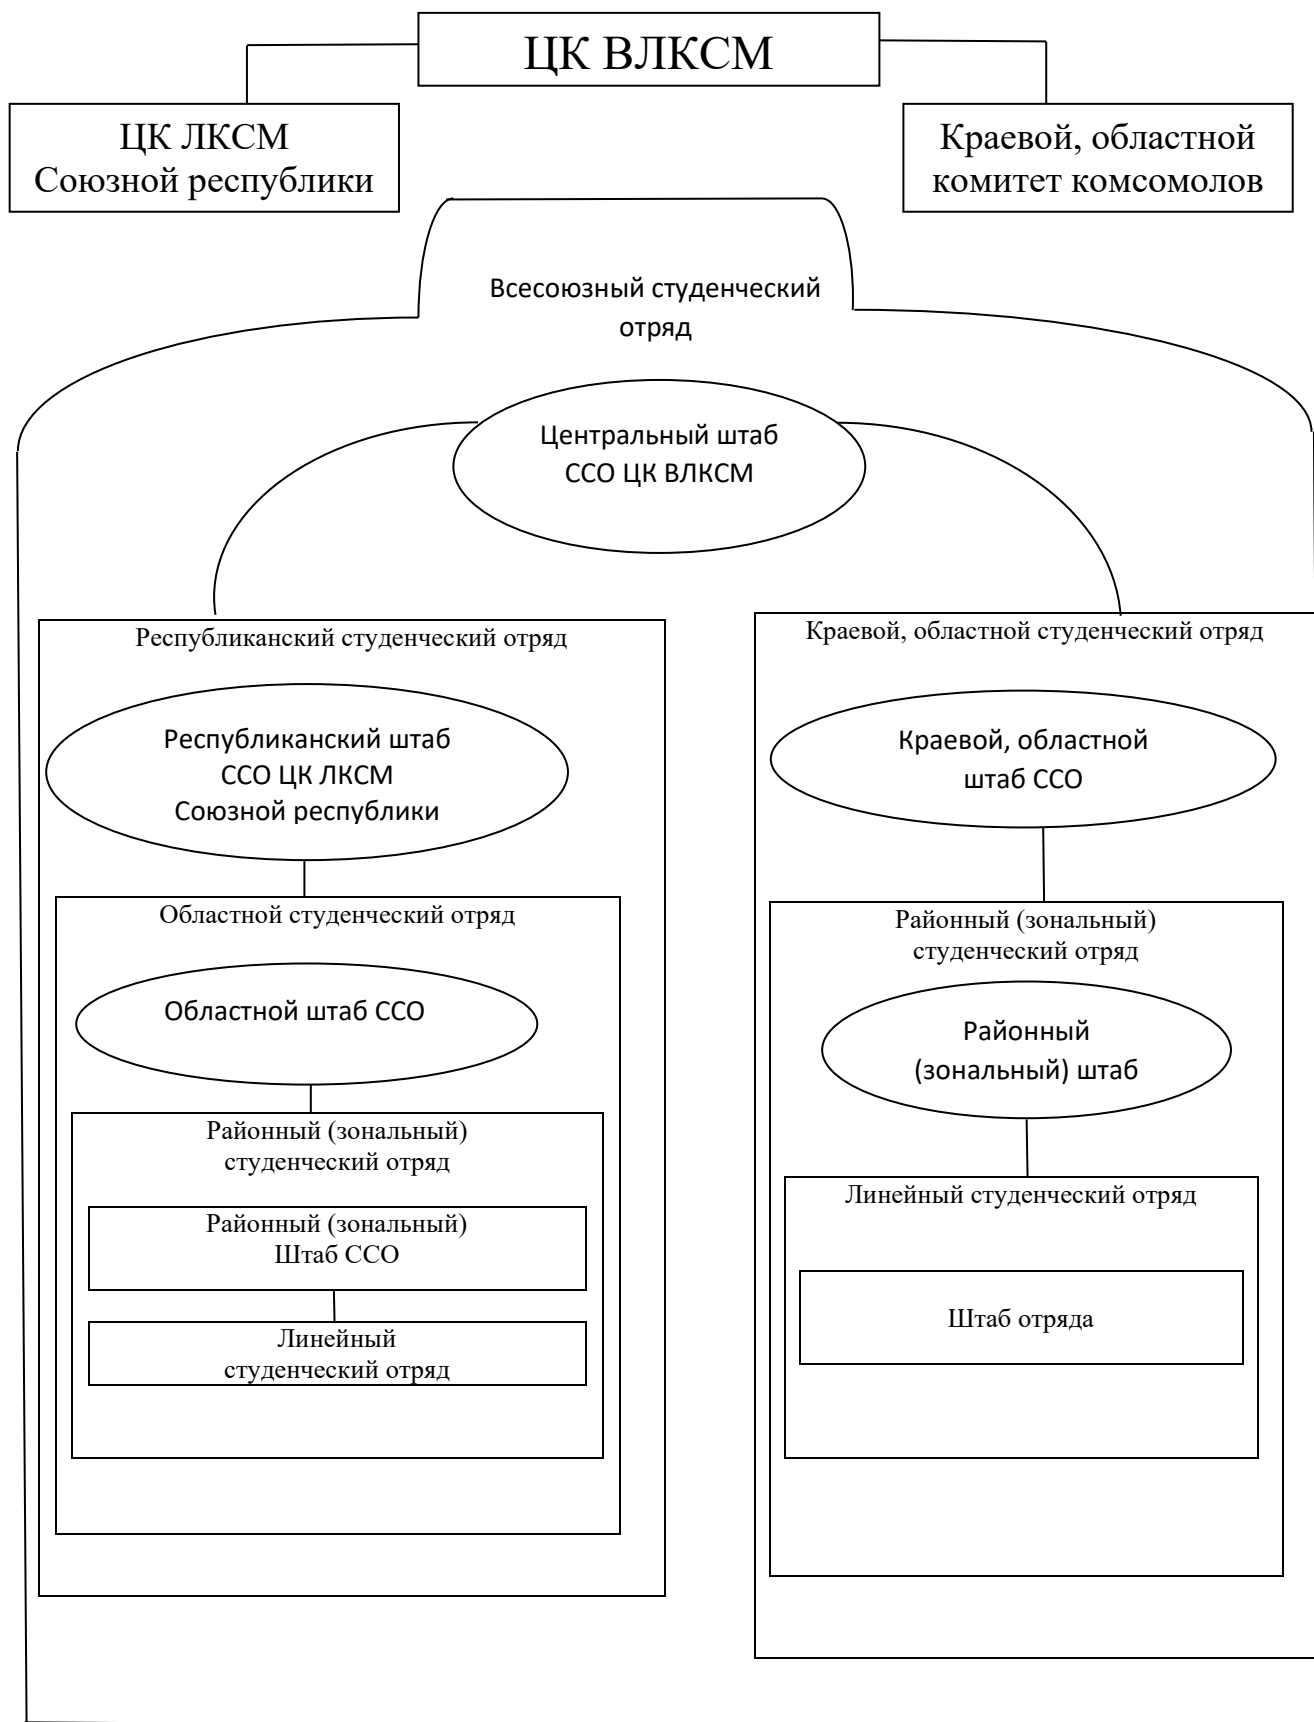 ЦК ВЛКСМ
ЦК ЛКСМ
Союзной республики
Краевой, областной
комитет комсомолов
Всесоюзный студенческий
отряд
Центральный штаб
ССО ЦК ВЛКСМ
Республиканский студенческий отряд
Республиканский штаб
ССО ЦК ЛКСМ
Союзной республики
Областной студенческий отряд
Областной штаб ССО
Районный (зональный)
студенческий отряд
Районный (зональный)
Штаб ССО
Линейный
студенческий отряд
Краевой, областной студенческий отряд
Краевой, областной
штаб ССО
Районный (зональный)
студенческий отряд
Районный
(зональный) штаб
Линейный студенческий отряд
Штаб отряда